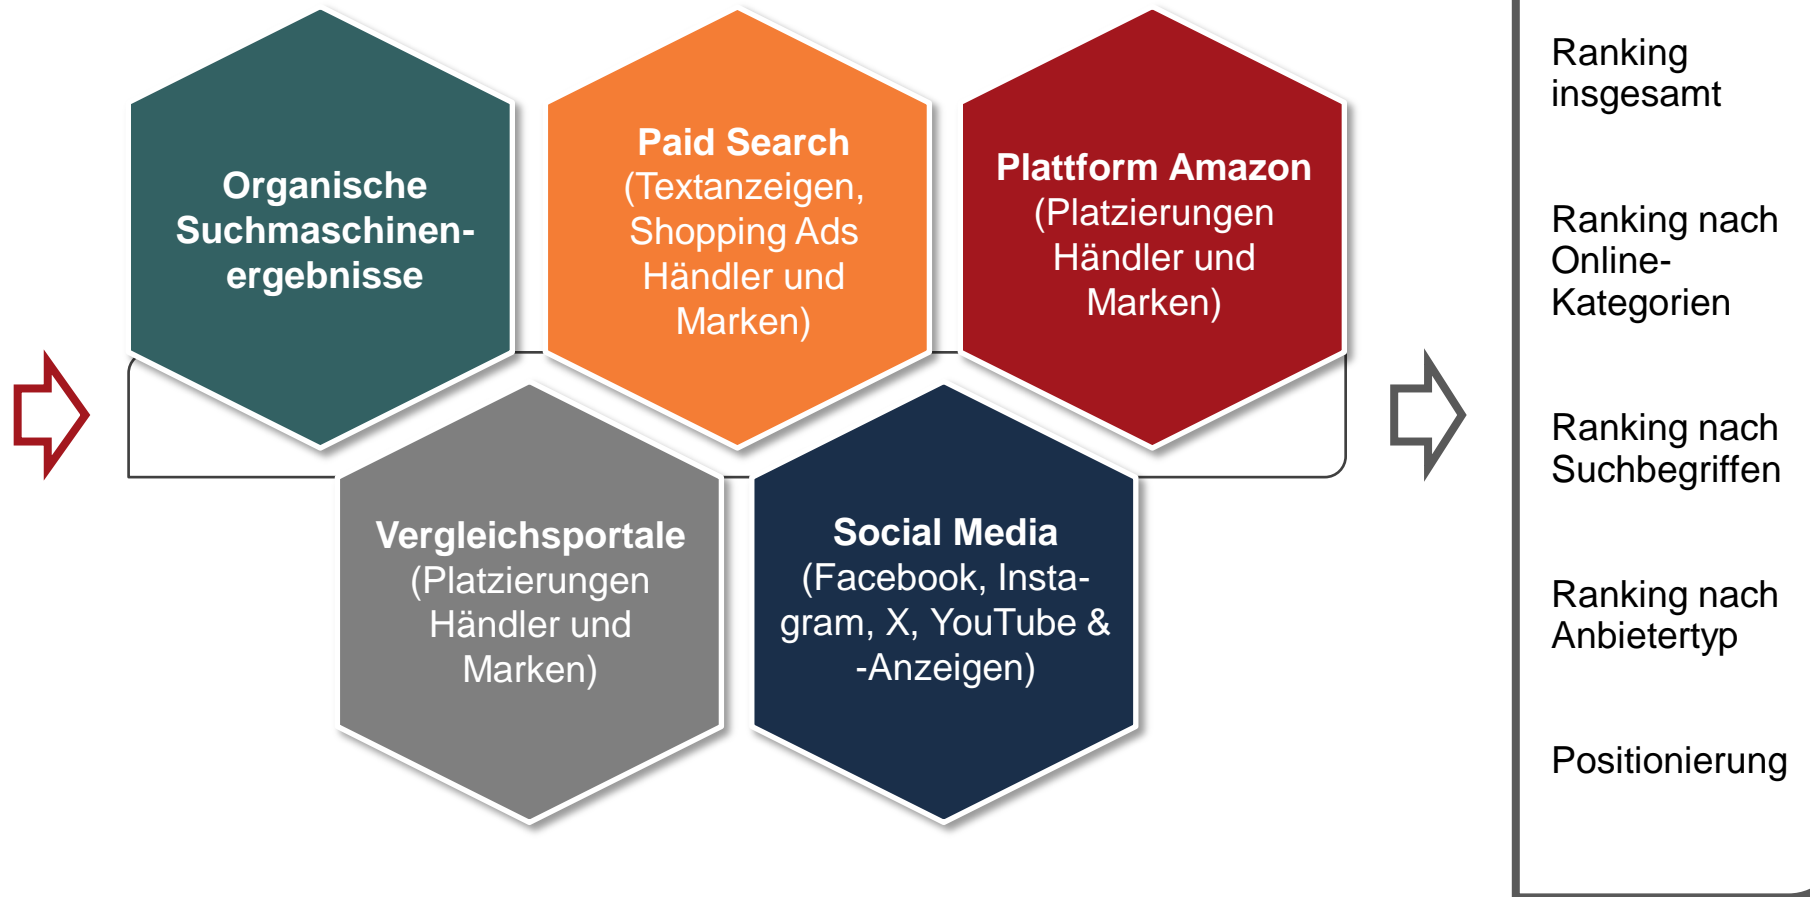 Organische
Suchmaschinen-
ergebnisse
Paid Search
(Textanzeigen,
Shopping Ads
Händler und
Marken)
Plattform Amazon
(Platzierungen
Händler und
Marken)
Vergleichsportale
(Platzierungen
Händler und
Marken)
Social Media
(Facebook, Insta-
gram, X, YouTube &
-Anzeigen)
Ranking
insgesamt
Ranking nach
Online-
Kategorien
Ranking nach
Suchbegriffen
Ranking nach
Anbietertyp
Positionierung